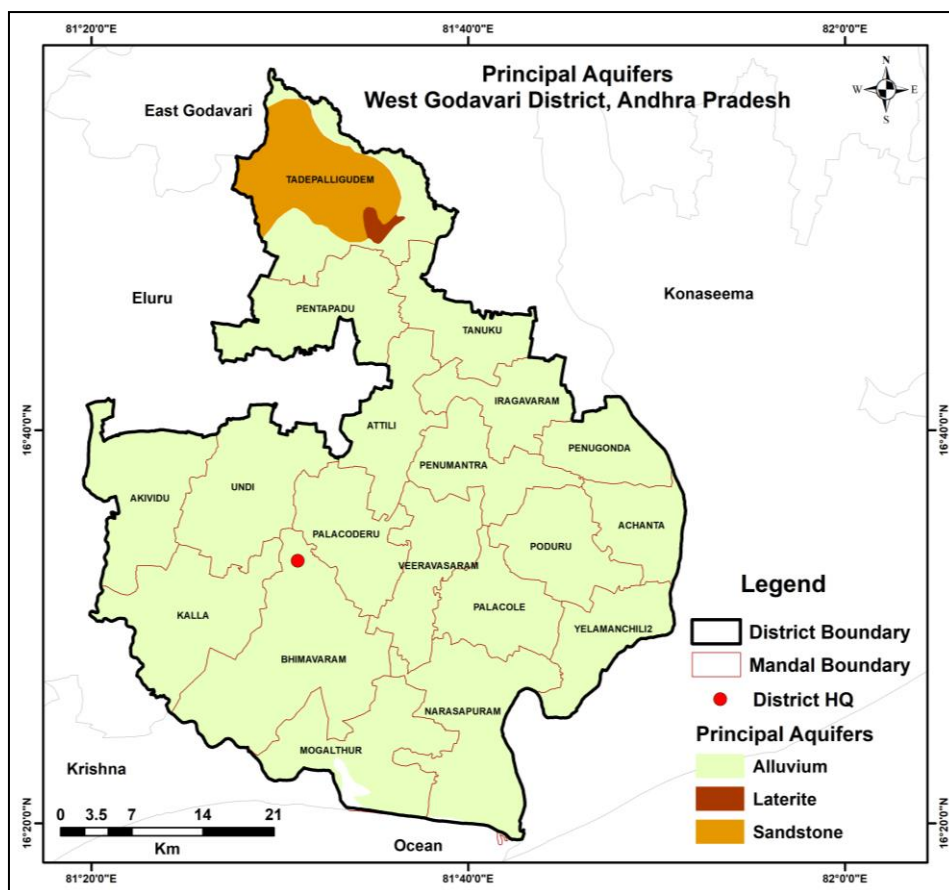 81°20'0"E
81°40'0"E
82°0'0"E
Principal Aquifers
West Godavari District, Andhra Pradesh
N
W
E
S
East Godavari
TADEPALLIGUDEM
Eluru
Konaseema
PENTAPADU
TANUKU
IRAGAVARAM
16°40'0"N
16°40'0"N
ATTILI
PENUGONDA
PENUMANTRA
AKIVIDU
UNDI
ACHANTA
PALACODERU
PODURU
VEERAVASARAM
KALLA
PALACOLE
YELAMANCHILI2
BHIMAVARAM
NARASAPURAM
MOGALTHUR
Krishna
Ocean
Legend
District Boundary
Mandal Boundary
District HQ
Principal Aquifers
Alluvium
Laterite
Sandstone
0 3.5 7 14 21
Km
16°20'0"N
16°20'0"N
81°20'0"E
81°40'0"E
82°0'0"E